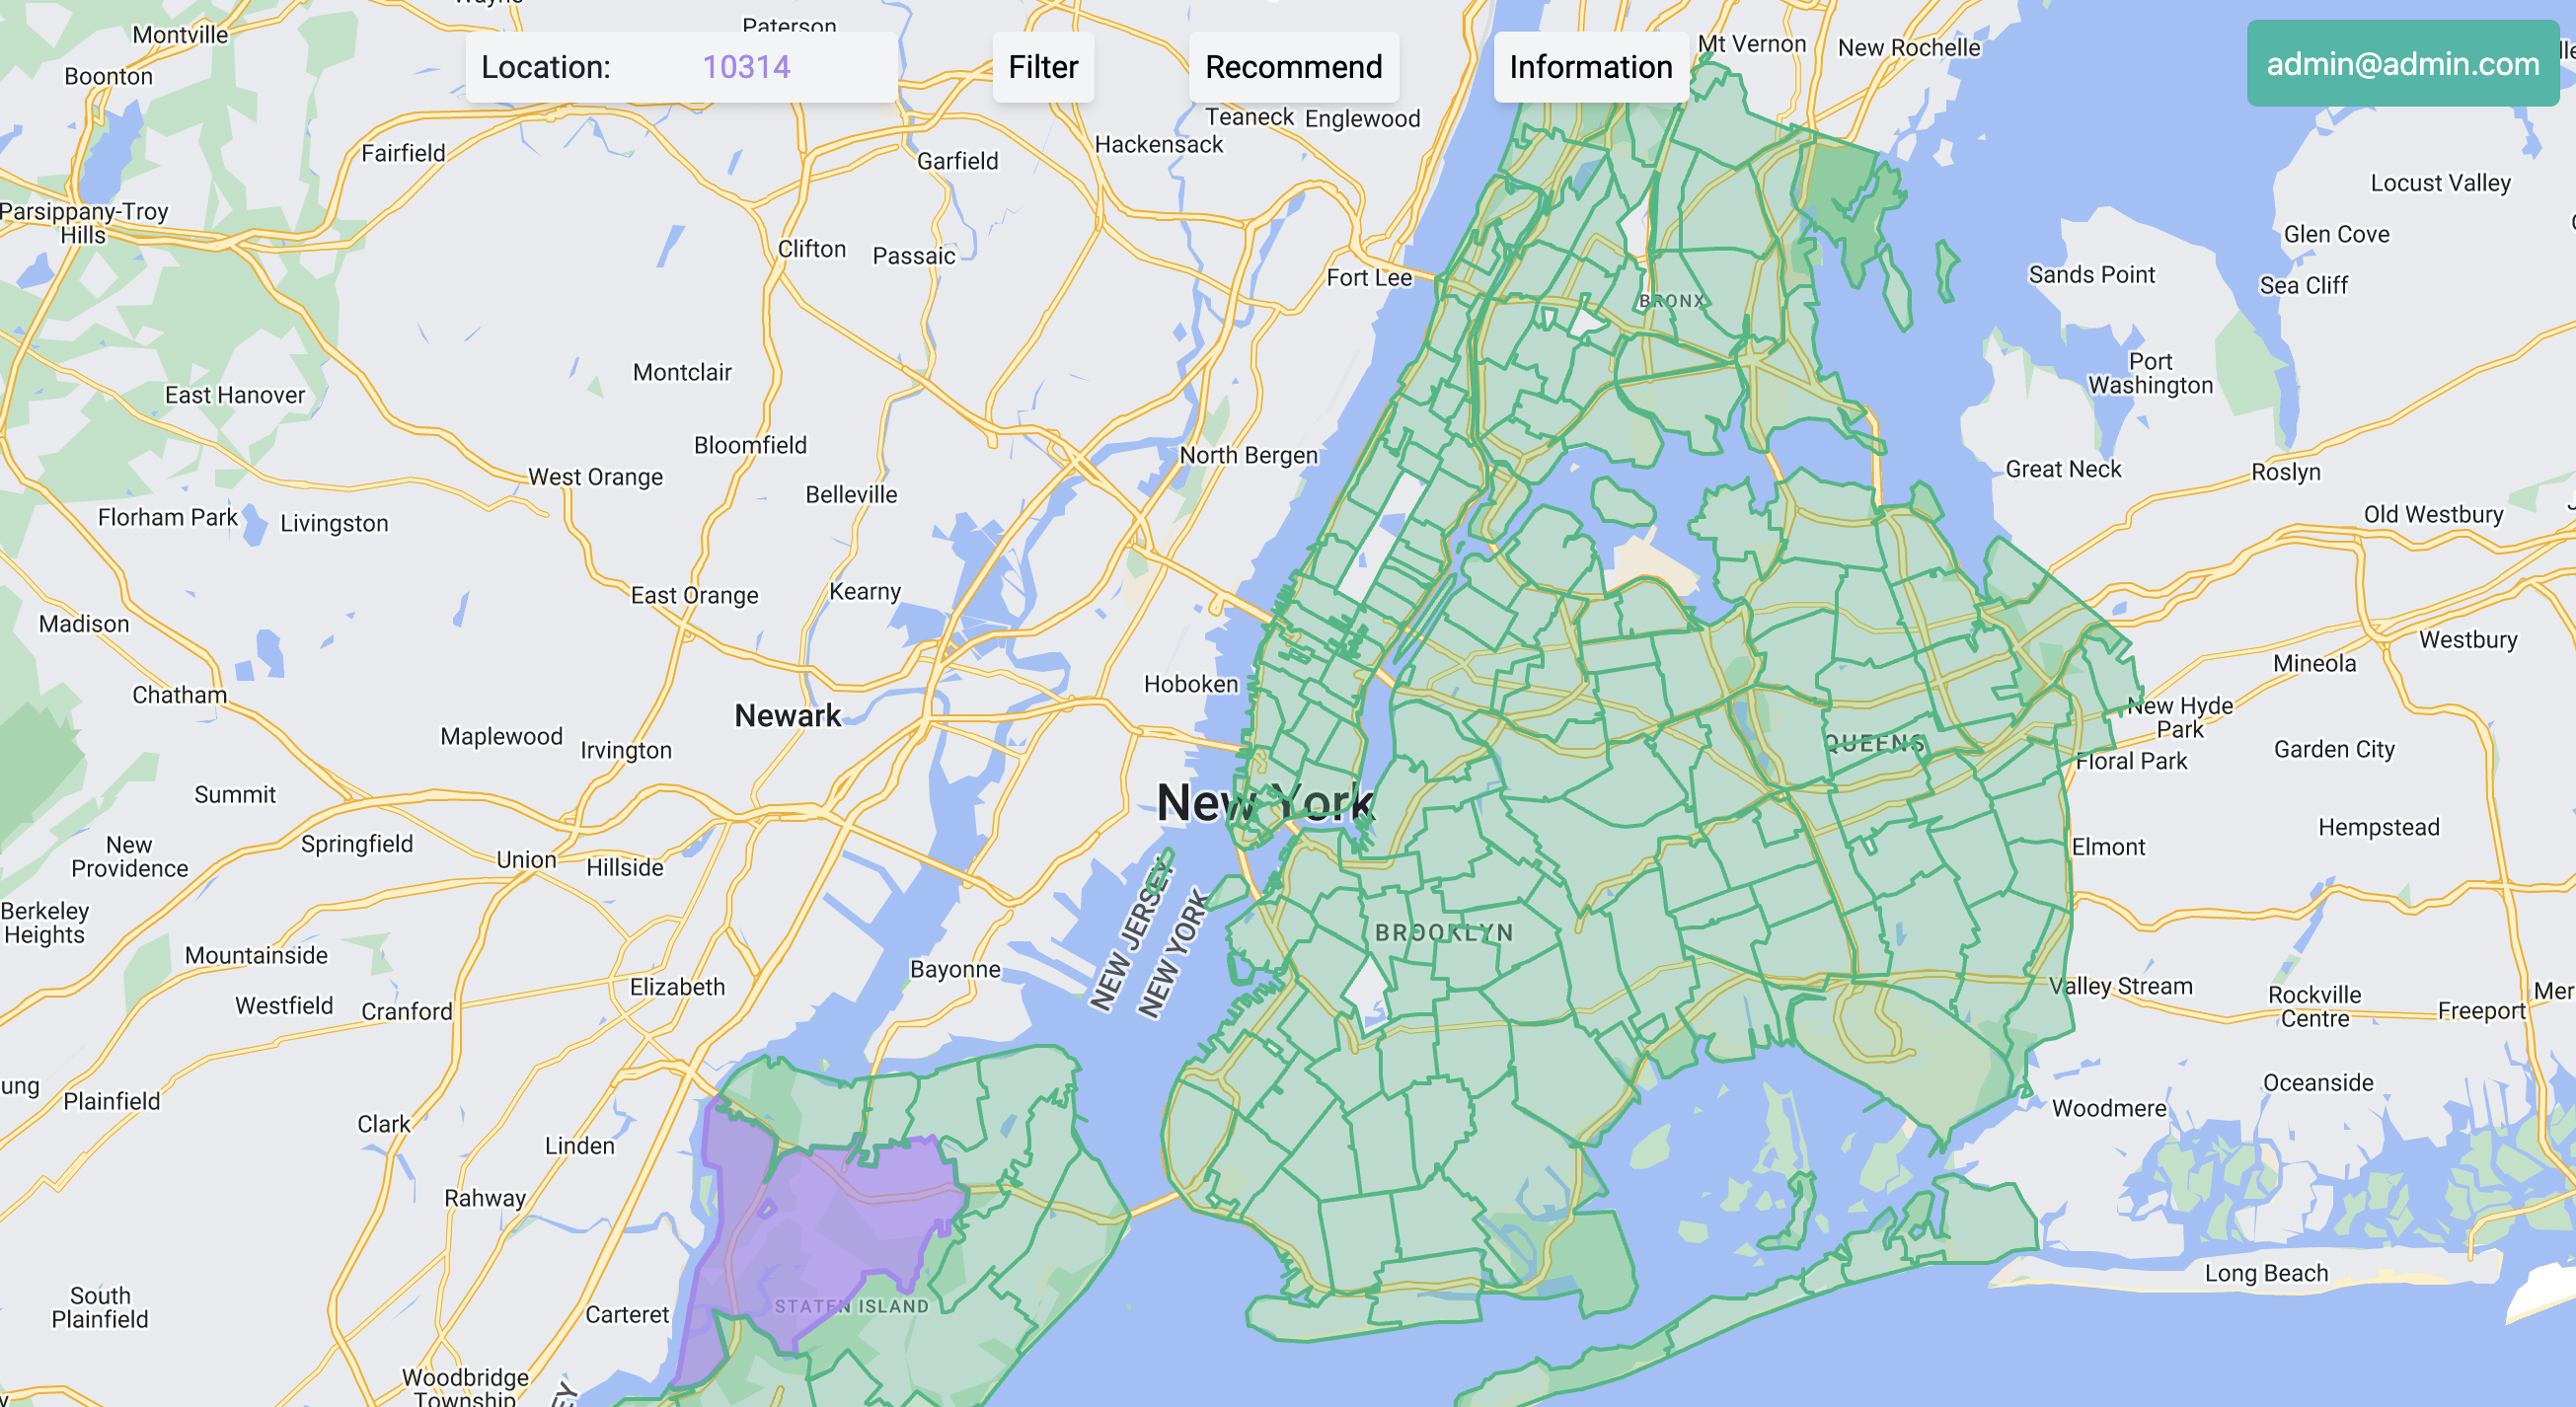 Montville
Paterson
Mt Vernon
New Rochelle
Location: 10314
Filter
Recommend
Information
admin@admin.com
Boonton
Teaneck
Englewood
Fairfield
Garfield
Hackensack
Locust Valley
Parsippany-Troy
Hills
Clifton
Passaic
Fort Lee
Glen Cove
Sands Point
Sea Cliff
BRONX
Montclair
Port
Washington
East Hanover
Bloomfield
North Bergen
West Orange
Great Neck
Roslyn
Belleville
Florham Park
Livingston
Old Westbury
East Orange
Kearny
Madison
Westbury
Mineola
Chatham
Hoboken
Newark
New Hyde
Park
Maplewood
Irvington
QUEENS
Garden City
Floral Park
Summit
New York
Springfield
Hempstead
New
Providence
Union
Hillside
Elmont
NEW JERSEY
NEW YORK
Berkeley
Heights
BROOKLYN
Mountainside
Bayonne
Elizabeth
Valley Stream
Westfield
Cranford
Rockville
Centre
Freeport
Mer
ung
Plainfield
Oceanside
Woodmere
Clark
Linden
Rahway
Long Beach
South
Plainfield
Carteret
STATEN ISLAND
Woodbridge
Township
EY